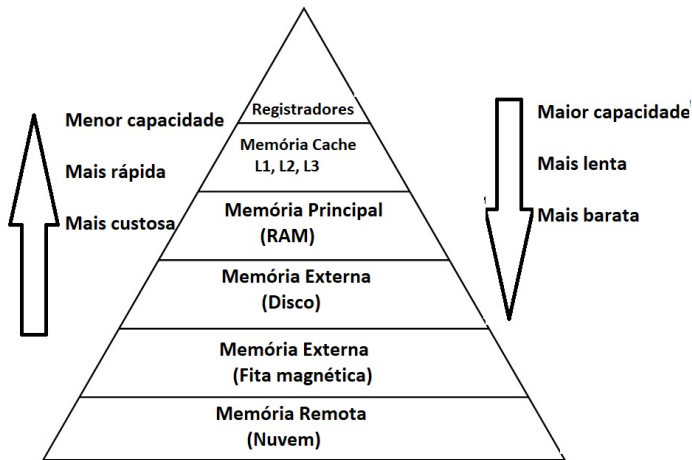 Registradores
Menor capacidade
Mais rápida
Mais custosa
Maior capacidade
Mais lenta
Mais barata
Memória Cache
L1, L2, L3
Memória Principal
(RAM)
Memória Externa
(Disco)
Memória Externa
(Fita magnética)
Memória Remota
(Nuvem)